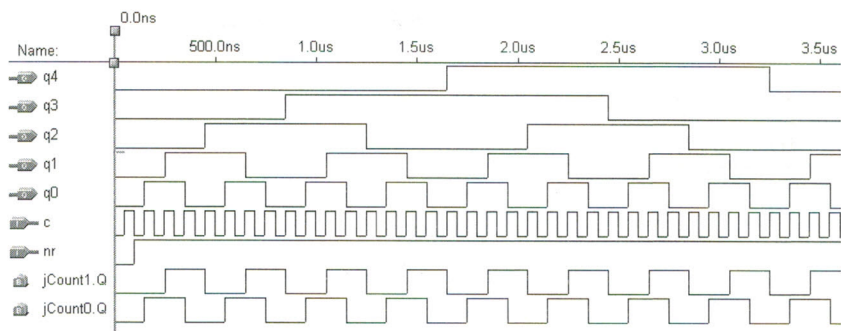 0.0ns
Name: 500.0ns 1.0us 1.5us 2.0us 2.5us 3.0us 3.5us
q4
q3
q2
q1
q0
c
nr
jCount1.Q
jCount0.Q